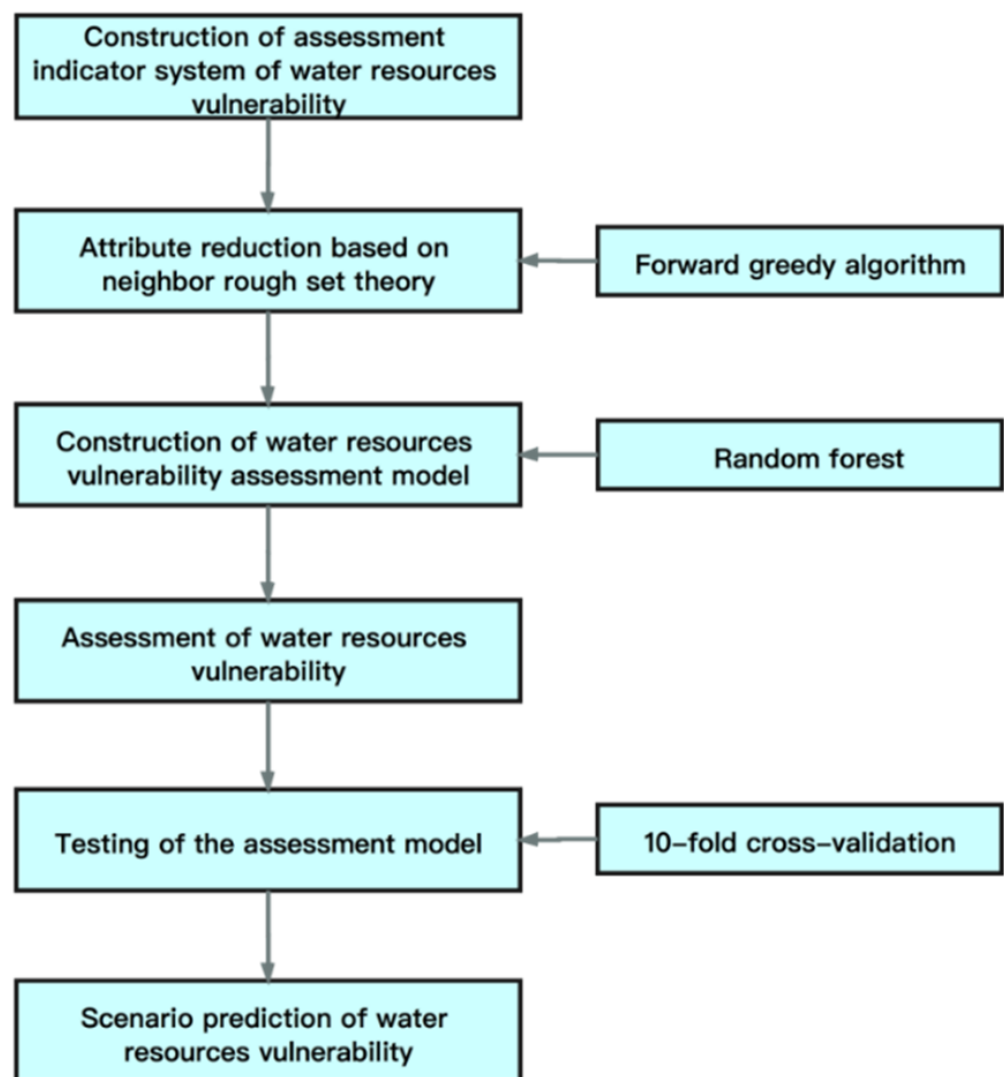 Construction of assessment
indicator system of water resources
vulnerability
Attribute reduction based on
neighbor rough set theory
Forward greedy algorithm
Construction of water resources
vulnerability assessment model
Random forest
Assessment of water resources
vulnerability
Testing of the assessment model
10-fold cross-validation
Scenario prediction of water
resources vulnerability